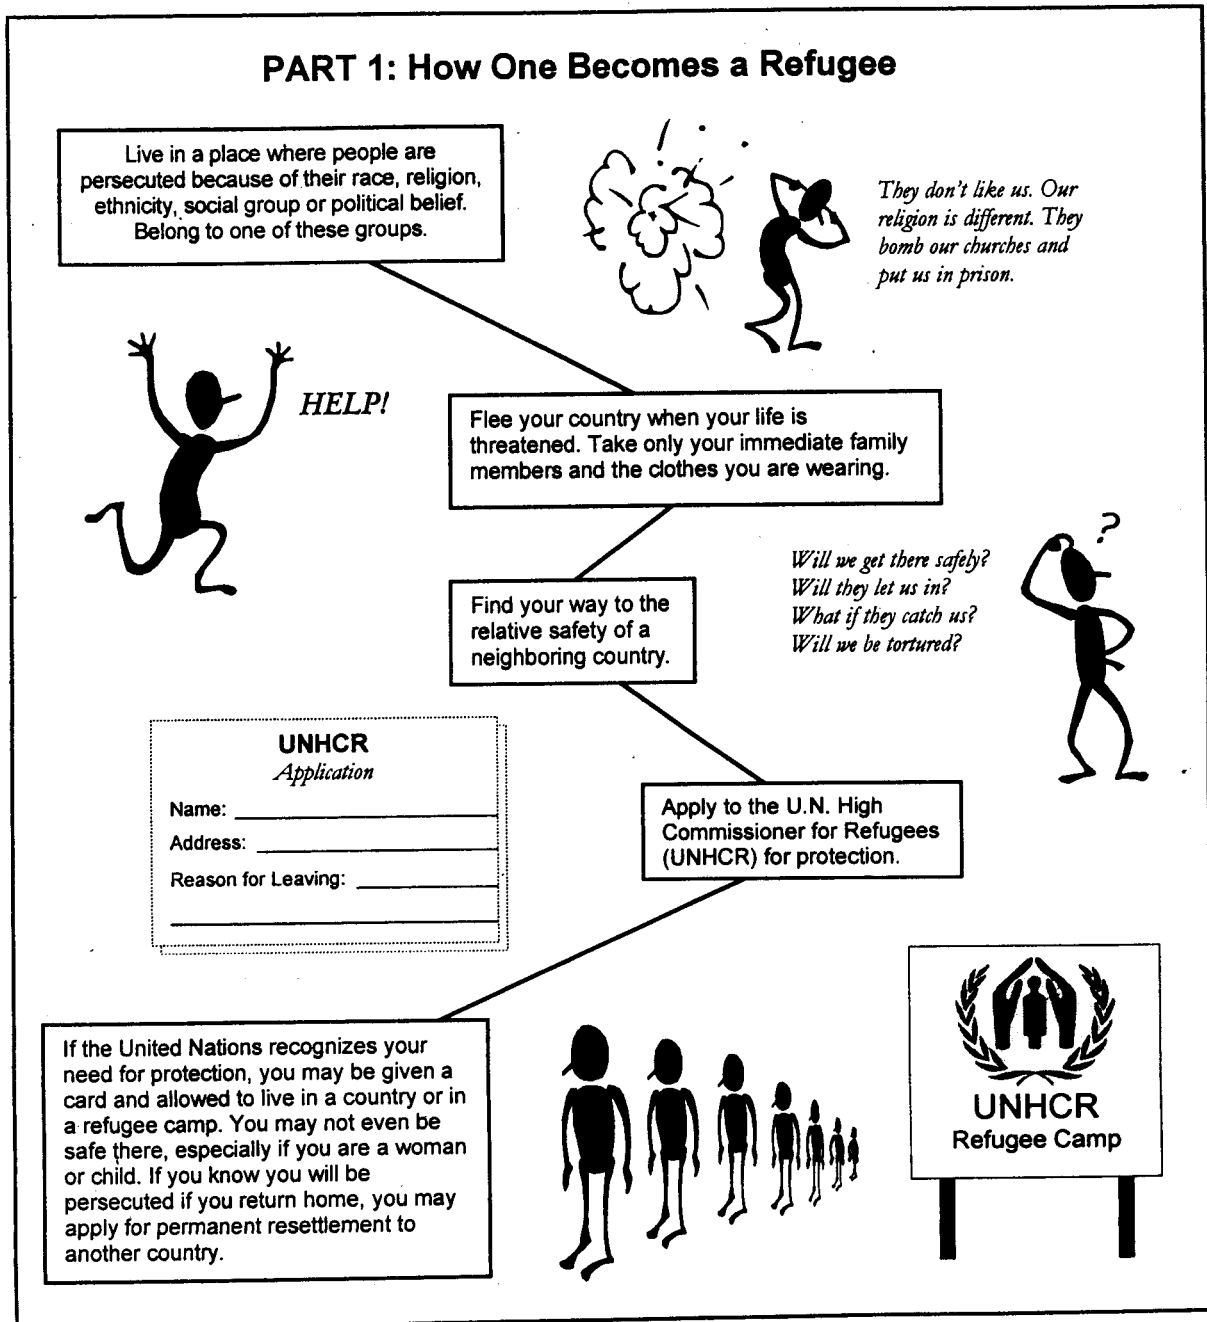 PART 1: How One Becomes a Refugee
Live in a place where people are
persecuted because of their race, religion,
ethnicity, social group or political belief.
Belong to one of these groups.
They don't like us. Our
religion is different. They
bomb our churches and
put us in prison.
HELP!
Flee your country when your life is
threatened. Take only your immediate family
members and the clothes you are wearing.
?
Will we get there safely?
Will they let us in?
What if they catch us?
Will we be tortured?
Find your way to the
relative safety of a
neighboring country.
UNHCR
Application
Name:
Address:
Reason for Leaving:
Apply to the U.N. High
Commissioner for Refugees
(UNHCR) for protection.
If the United Nations recognizes your
need for protection, you may be given a
card and allowed to live in a country or in
a refugee camp. You may not even be
safe there, especially if you are a woman
or child. If you know you will be
persecuted if you return home, you may
apply for permanent resettlement to
another country.
UNHCR
Refugee Camp